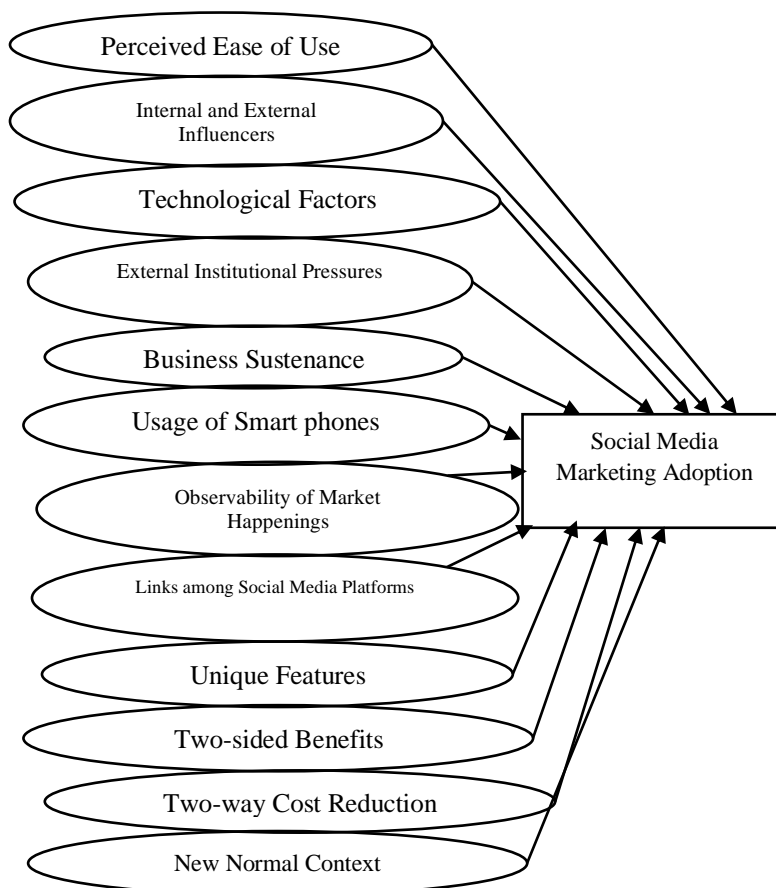 Perceived Ease of Use
Internal and External
Influencers
Technological Factors
External Institutional Pressures
Business Sustenance
Usage of Smart phones
Observability of Market
Happenings
Links among Social Media Platforms
Unique Features
Two-sided Benefits
Two-way Cost Reduction
New Normal Context
Social Media
Marketing Adoption